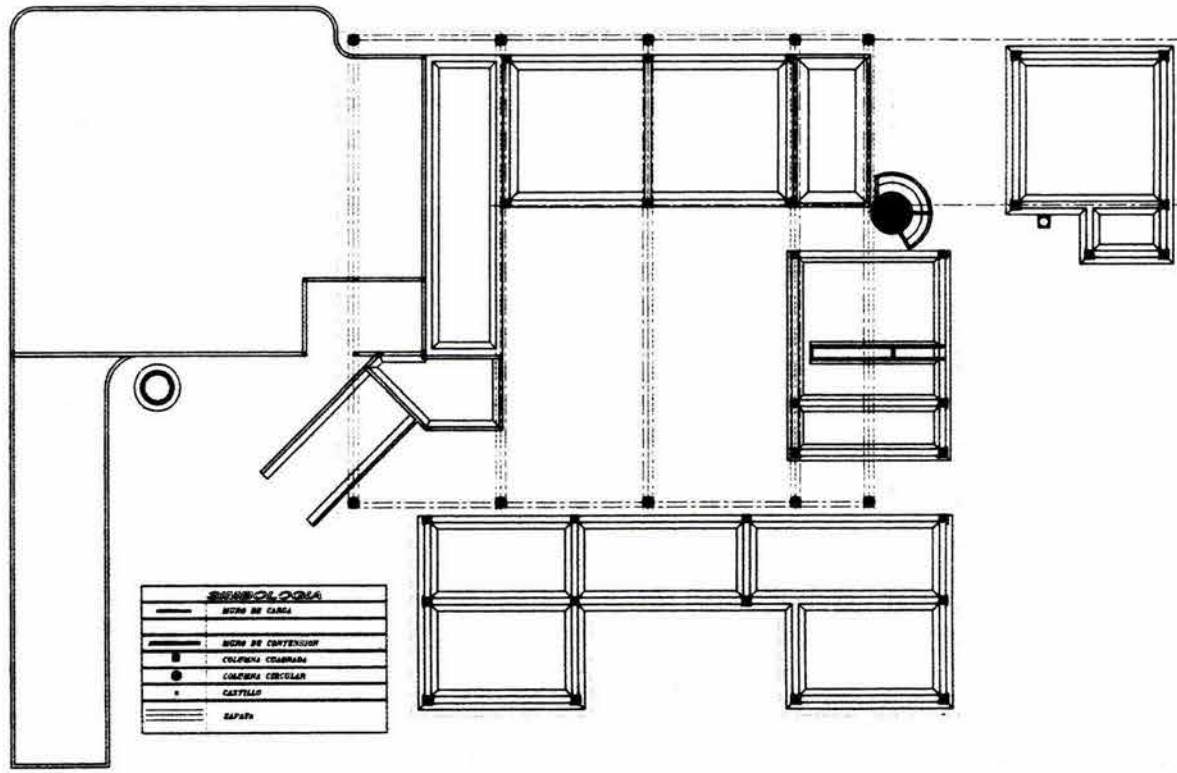 SIMBOLOGIA
MURO DE CARGA
MURO DE CONTENSION
COLUMNA CUADRADA
COLUMNA CIRCULAR
CASTILLO
ZAPATA